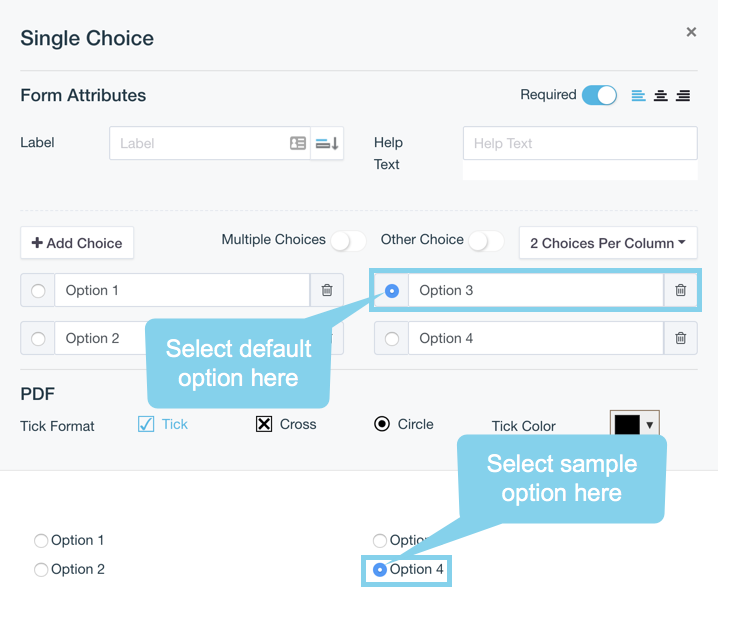 Single Choice ×
Form Attributes Required
Label Label Help Text Help Text
+ Add Choice Multiple Choices Other Choice 2 Choices Per Column
Option 1 Option 3
Option 2 Option 4
Select default
option here
PDF
Tick Format Tick Cross Circle Tick Color
Select sample
option here
Option 1 Optio
Option 2 Option 4